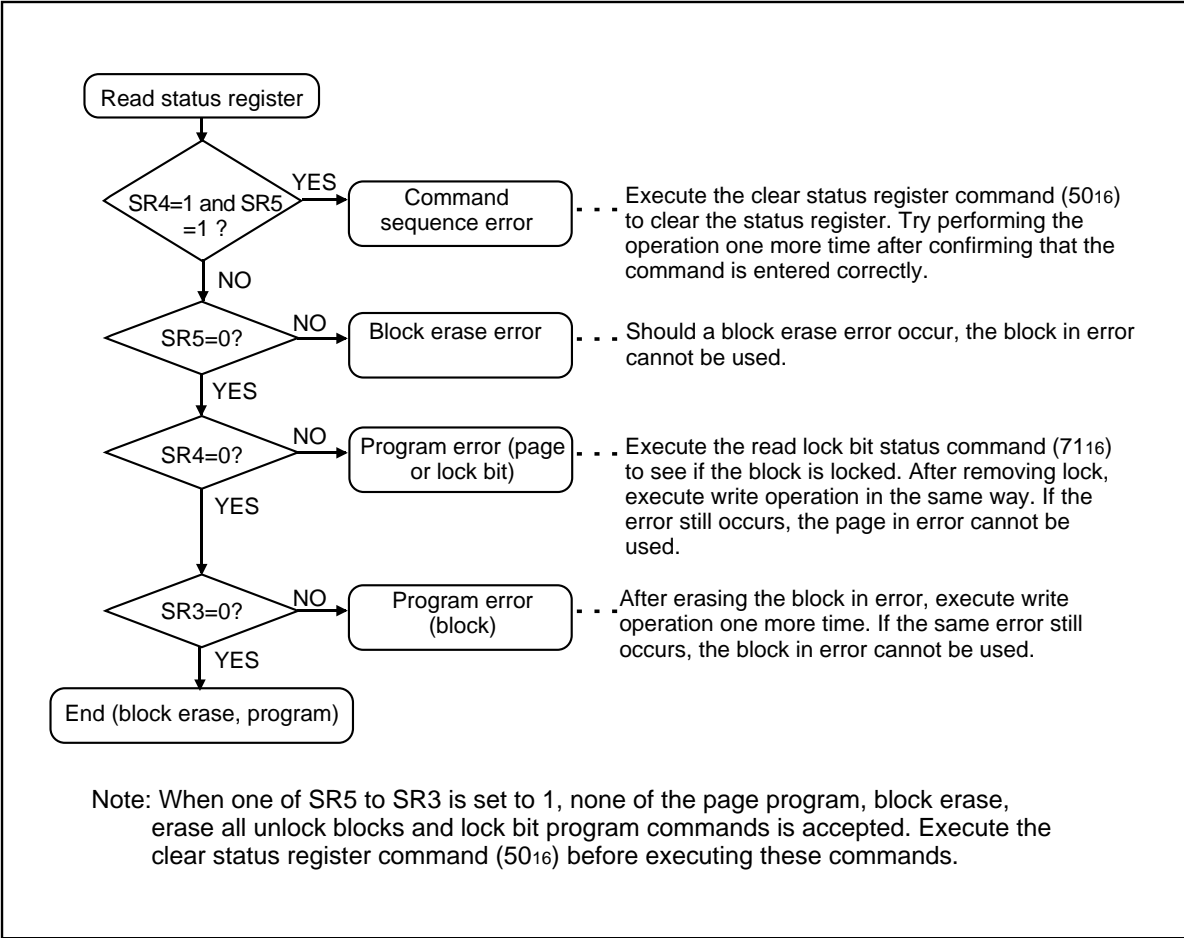 Read status register
SR4=1 and SR5
=1 ?
YES
Command
sequence error
Execute the clear status register command (5016)
to clear the status register. Try performing the
operation one more time after confirming that the
command is entered correctly.
NO
SR5=0?
NO
Block erase error
Should a block erase error occur, the block in error
cannot be used.
YES
SR4=0?
NO
Program error (page
or lock bit)
Execute the read lock bit status command (7116)
to see if the block is locked. After removing lock,
execute write operation in the same way. If the
error still occurs, the page in error cannot be
used.
YES
SR3=0?
NO
Program error
(block)
After erasing the block in error, execute write
operation one more time. If the same error still
occurs, the block in error cannot be used.
YES
End (block erase, program)
Note: When one of SR5 to SR3 is set to 1, none of the page program, block erase,
erase all unlock blocks and lock bit program commands is accepted. Execute the
clear status register command (5016) before executing these commands.